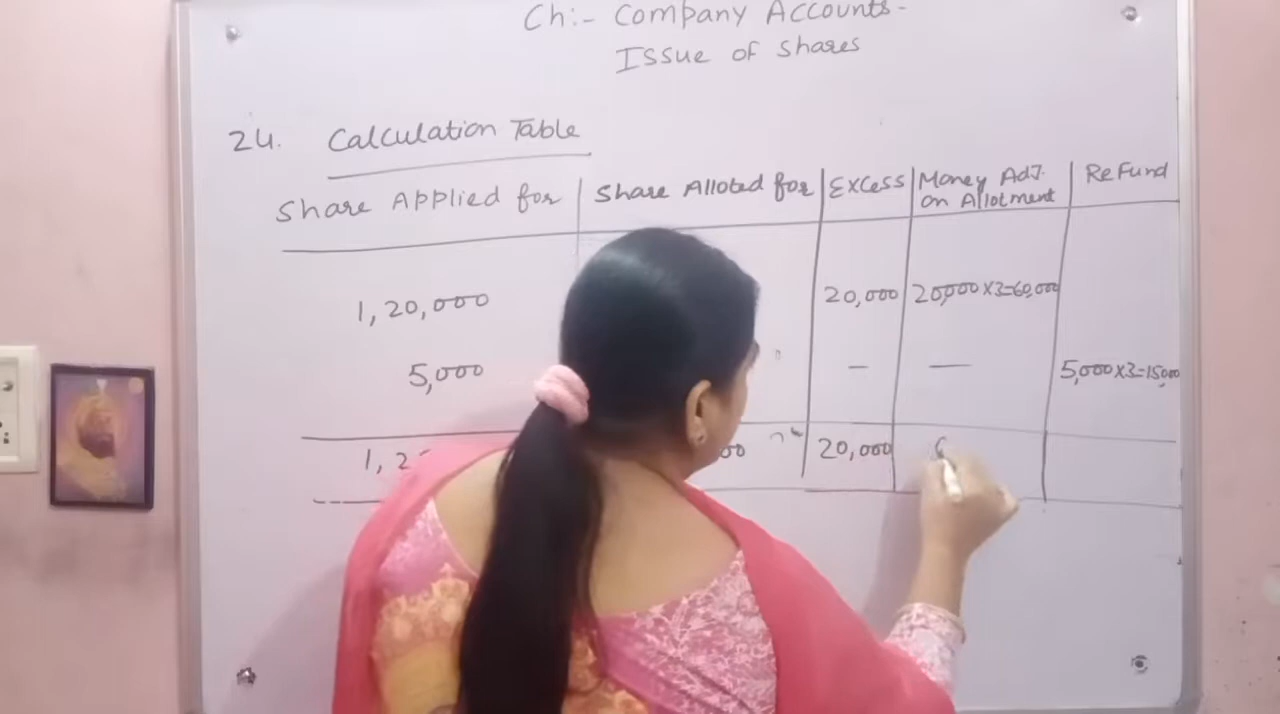 Ch:- Company Accounts-
Issue of Shares
24. Calculation Table
Share Applied for Share Alloted for Excess Money Adj. on Allotment Refund
1,20,000 20,000 20,000×3=60,000
5,000 — — 5,000×3=15,000
20,000